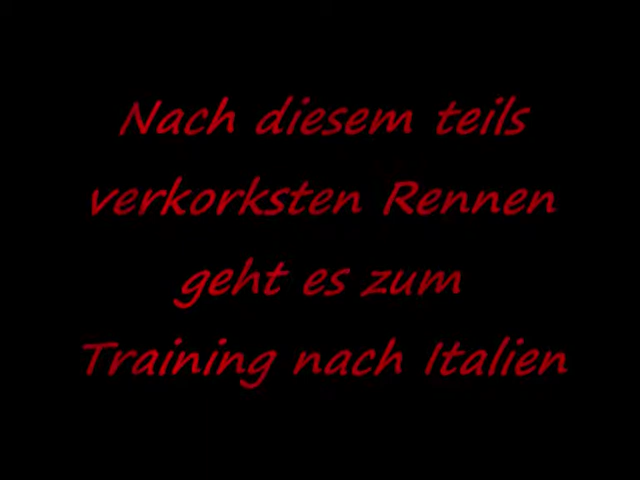 Nach diesem teils
verkorksten Rennen
geht es zum
Training nach Italien